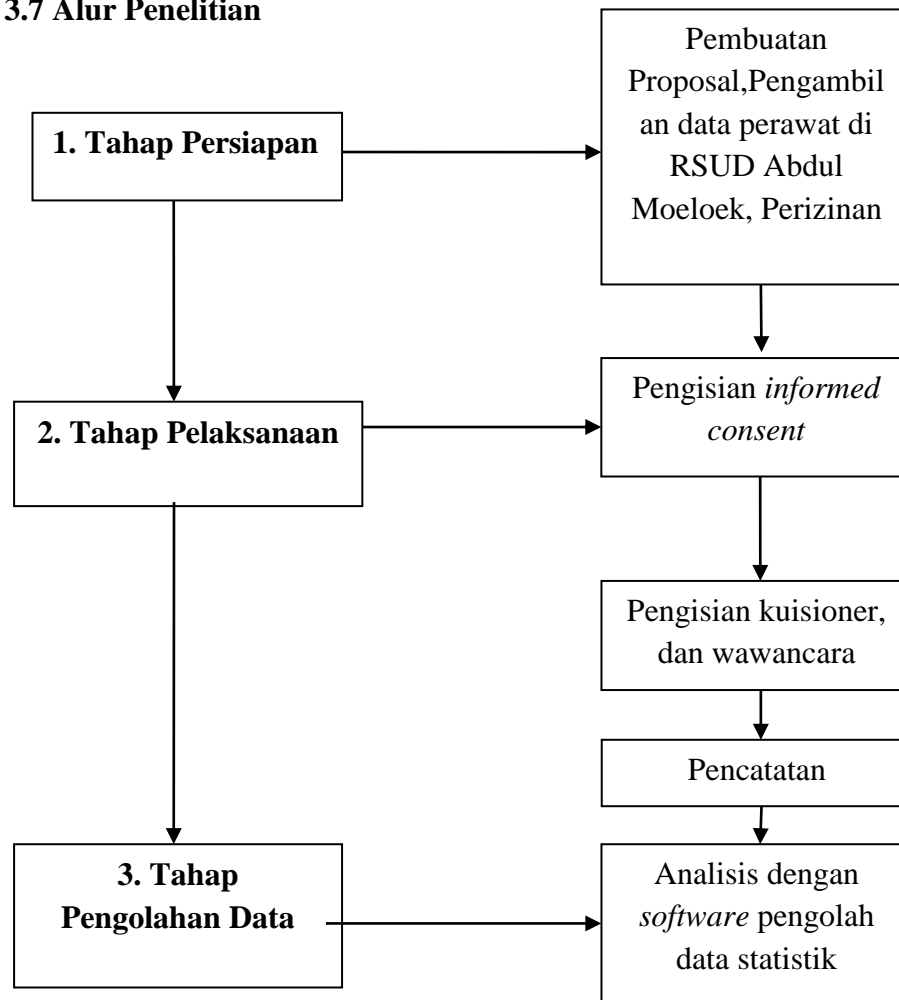 3.7 Alur Penelitian
Pembuatan
Proposal,Pengambil
an data perawat di
RSUD Abdul
Moeloek, Perizinan
1. Tahap Persiapan
Pengisian informed
consent
2. Tahap Pelaksanaan
Pengisian kuisioner,
dan wawancara
Pencatatan
3. Tahap
Pengolahan Data
Analisis dengan
software pengolah
data statistik